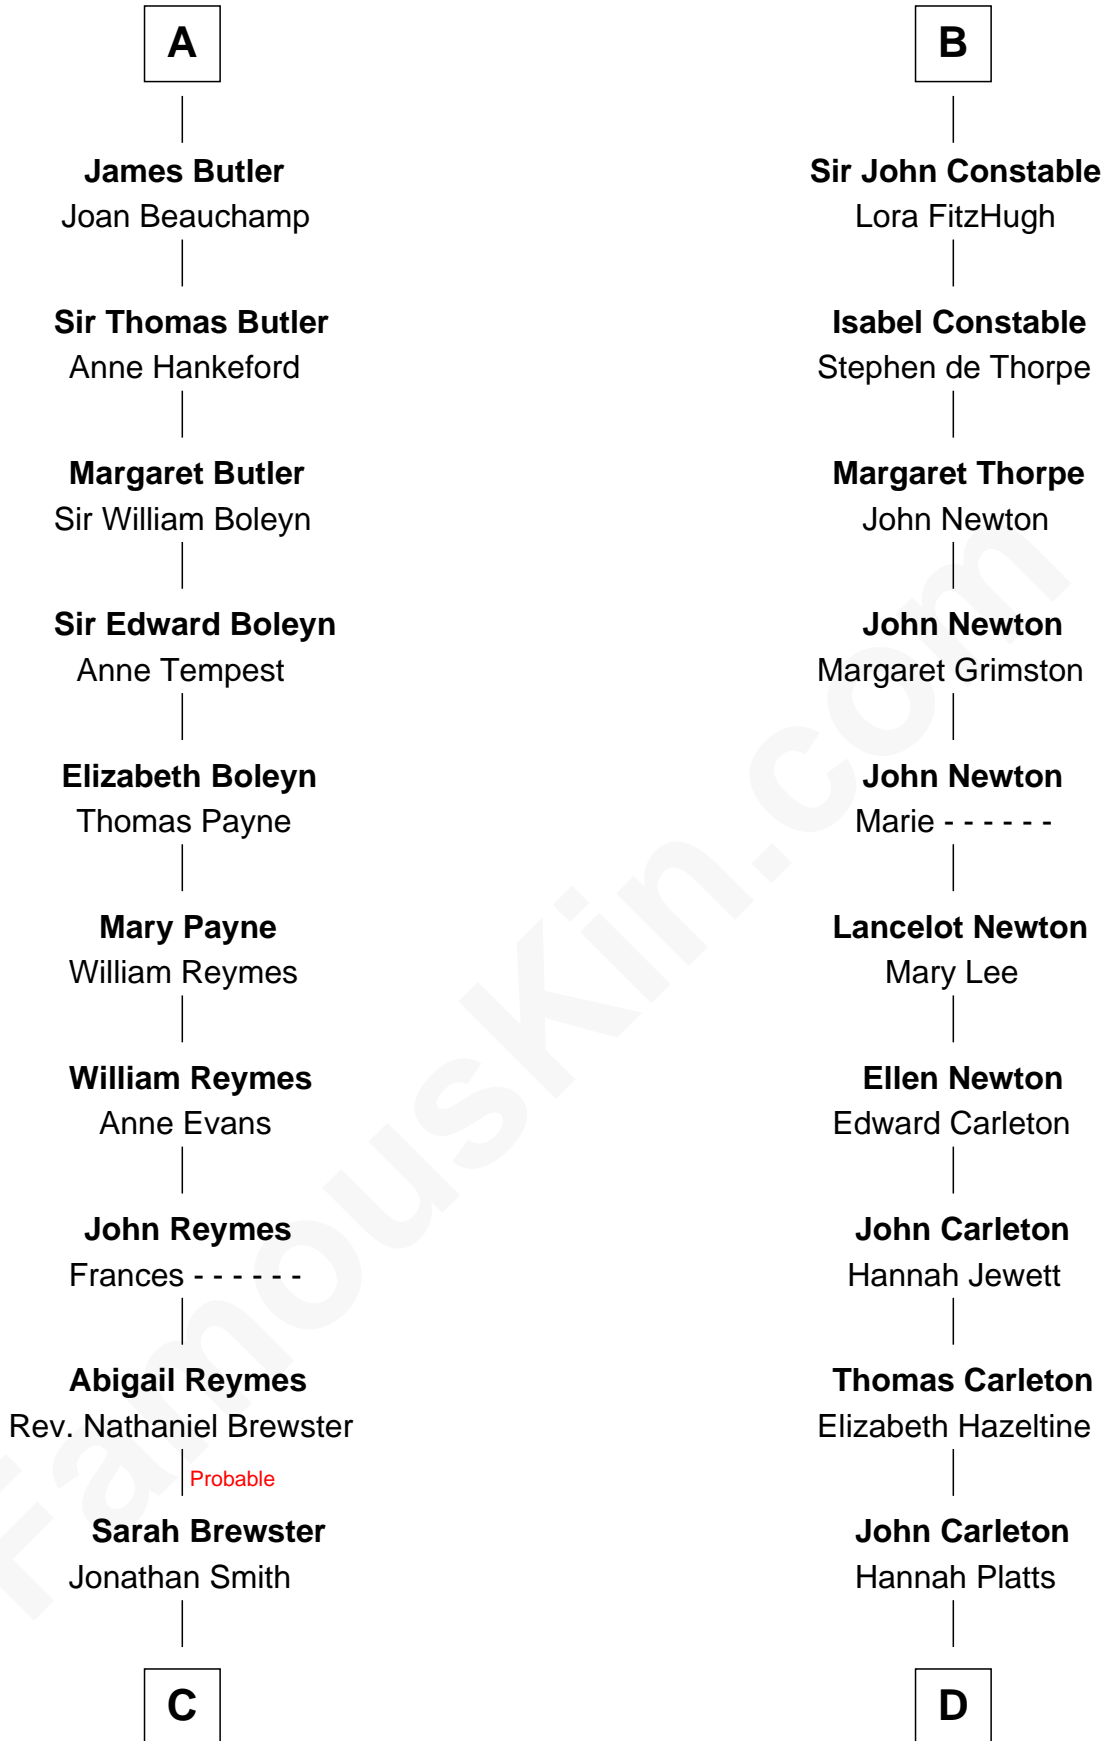 A
James Butler
Joan Beauchamp
Sir Thomas Butler
Anne Hankeford
Margaret Butler
Sir William Boleyn
Sir Edward Boleyn
Anne Tempest
Elizabeth Boleyn
Thomas Payne
Mary Payne
William Reymes
William Reymes
Anne Evans
John Reymes
Frances - - - - - -
Abigail Reymes
Rev. Nathaniel Brewster
Probable
Sarah Brewster
Jonathan Smith
C
B
Sir John Constable
Lora FitzHugh
Isabel Constable
Stephen de Thorpe
Margaret Thorpe
John Newton
John Newton
Margaret Grimston
John Newton
Marie - - - - - -
Lancelot Newton
Mary Lee
Ellen Newton
Edward Carleton
John Carleton
Hannah Jewett
Thomas Carleton
Elizabeth Hazeltine
John Carleton
Hannah Platts
D
FamousKin.com